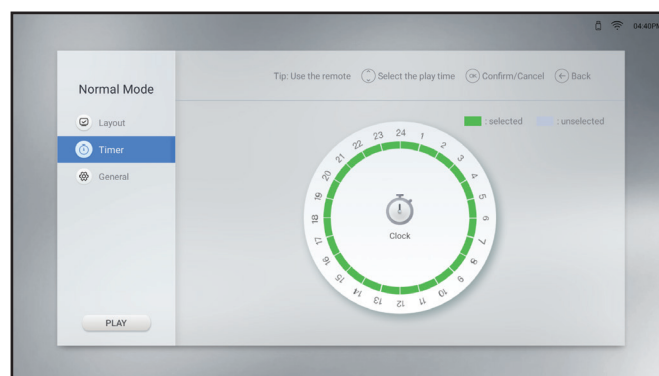 04:40PM
Normal Mode
Tip: Use the remote Select the play time OK Confirm/Cancel Back
Layout
Timer
General
PLAY
: selected : unselected
24
1
2
3
4
5
6
7
8
9
10
11
12
13
14
15
16
17
18
19
20
21
22
23
Clock